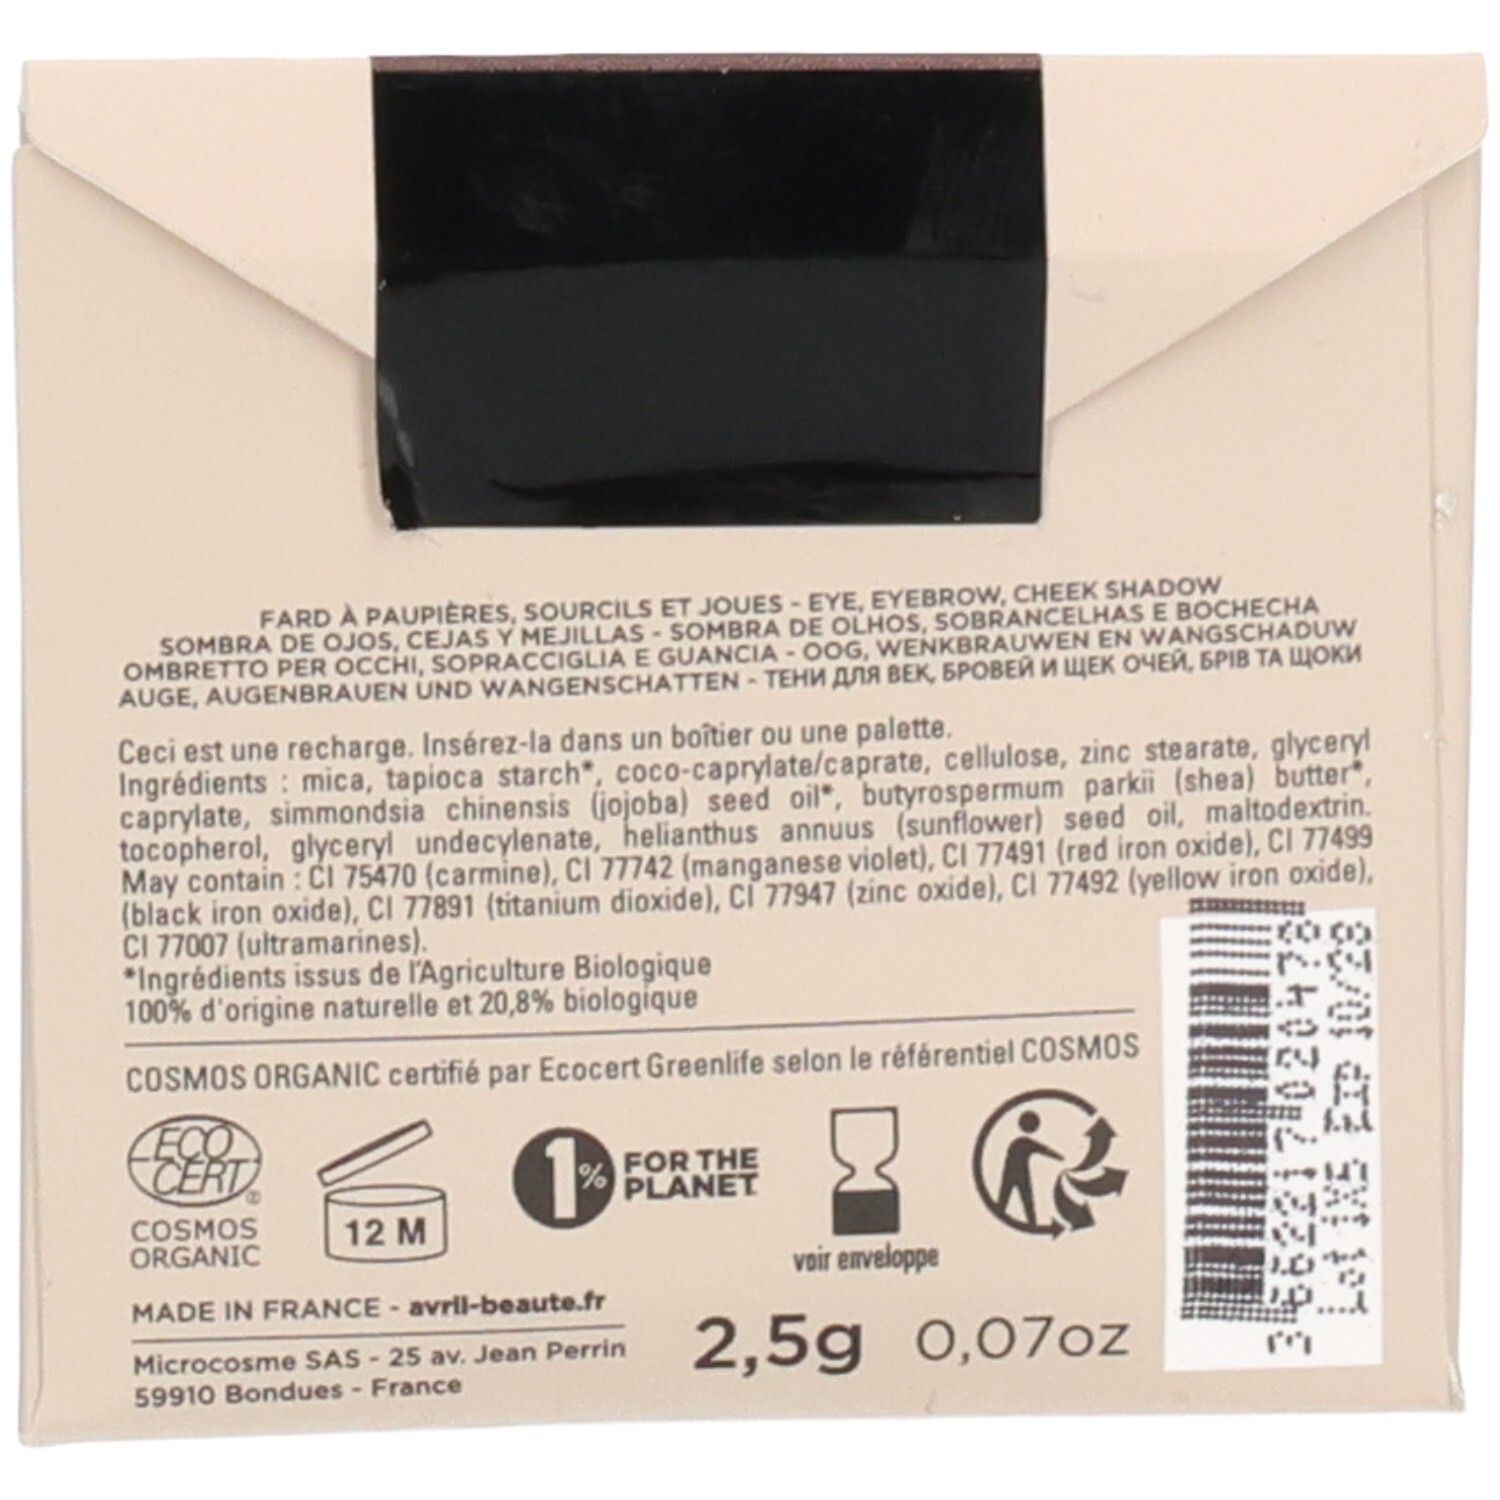 FARD À PAUPIÈRES, SOURCILS ET JOUES - EYE, EYEBROW, CHEEK SHADOW
SOMBRA DE OJOS, CEJAS Y MEJILLAS - SOMBRA DE OLHOS, SOBRANCELHAS E BOCHECHA
OMBRETTO PER OCCHI, SOPRACCIGLIA E GUANCIA - OOG, WENKBRAUWEN EN WANGSCHADUW
AUGE, AUGENBRAUEN UND WANGENSCHATTEN - ТЕНИ ДЛЯ ВЕК, БРОВЕЙ И ЩЕК ОЧЕЙ, БРІВ ТА ЩОКИ
Ceci est une recharge. Insérez-la dans un boîtier ou une palette.
Ingrédients : mica, tapioca starch*, coco-caprylate/caprate, cellulose, zinc stearate, glyceryl
caprylate, simmondsia chinensis (jojoba) seed oil*, butyrospermum parkii (shea) butter*,
tocopherol, glyceryl undecylenate, helianthus annuus (sunflower) seed oil, maltodextrin.
May contain : CI 75470 (carmine), CI 77742 (manganese violet), CI 77491 (red iron oxide), CI 77499
(black iron oxide), CI 77891 (titanium dioxide), CI 77947 (zinc oxide), CI 77492 (yellow iron oxide),
CI 77007 (ultramarines).
*Ingrédients issus de l'Agriculture Biologique
100% d'origine naturelle et 20,8% biologique
COSMOS ORGANIC certifié par Ecocert Greenlife selon le référentiel COSMOS
ECO
CERT®
COSMOS
ORGANIC
12 M
1% FOR THE
PLANET
voir enveloppe
MADE IN FRANCE - avril-beaute.fr
Microcosme SAS - 25 av. Jean Perrin
59910 Bondues - France
2,5g 0,07oz
10/28